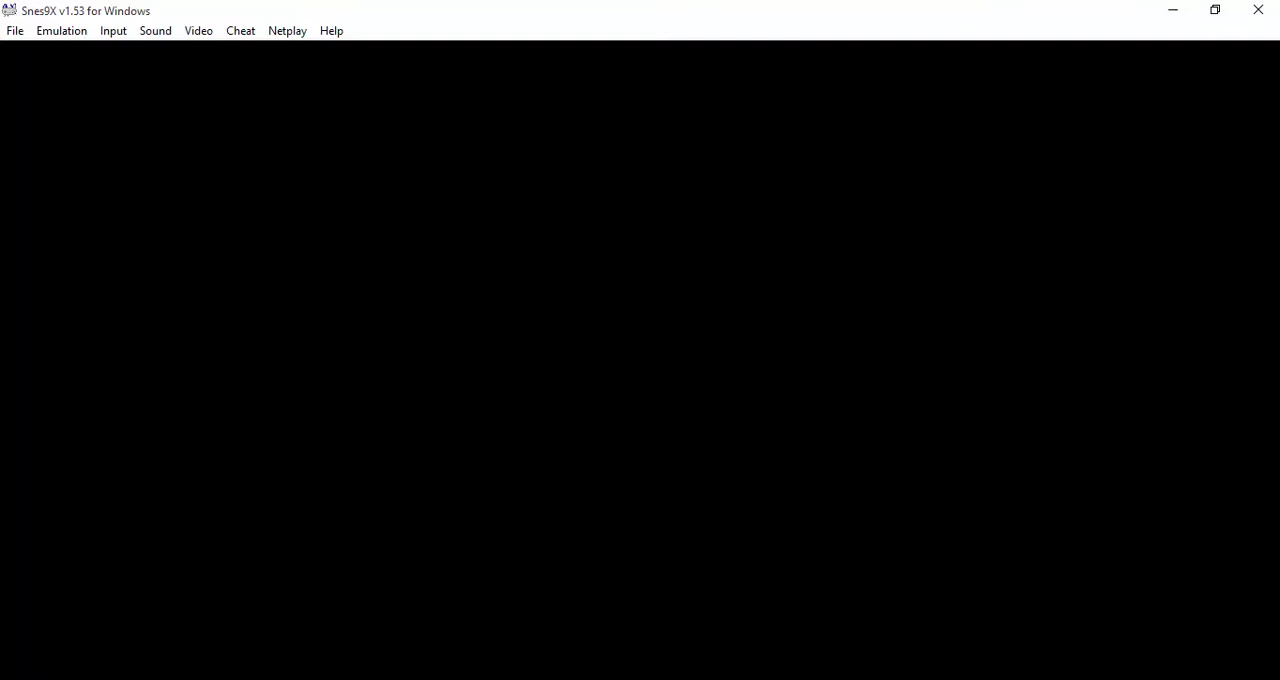 Snes9X v1.53 for Windows
File Emulation Input Sound Video Cheat Netplay Help